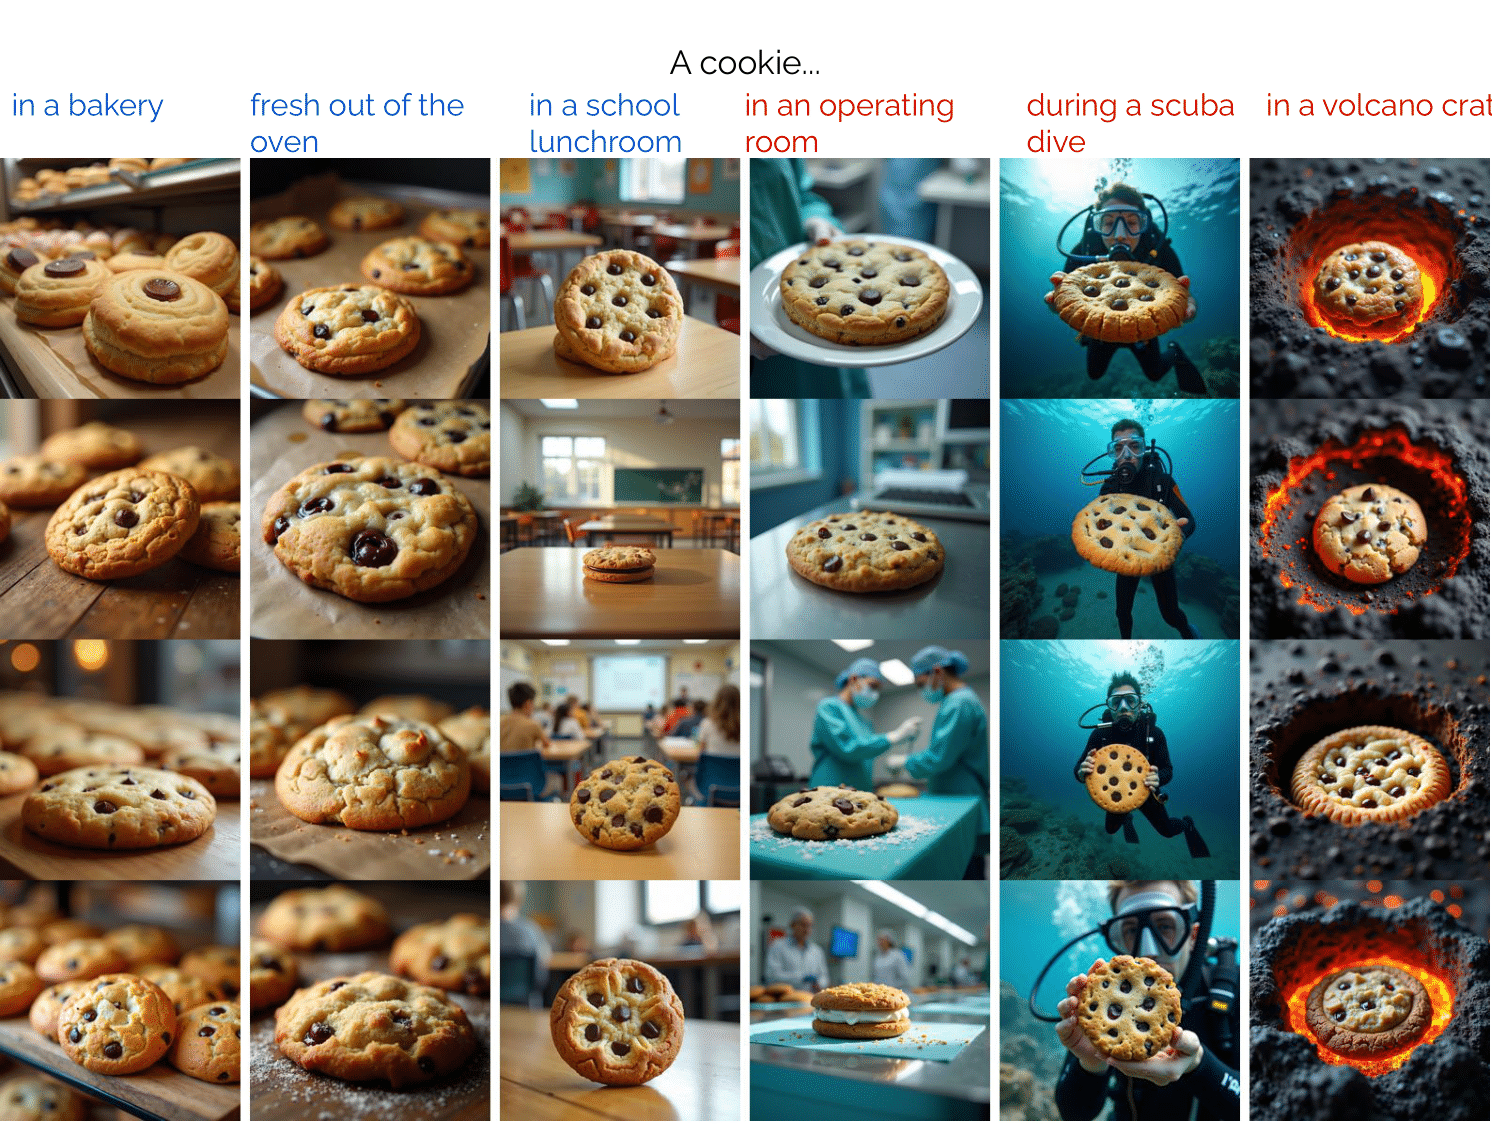 A cookie...
in a bakery
fresh out of the
oven
in a school
lunchroom
in an operating
room
during a scuba
dive
in a volcano crat